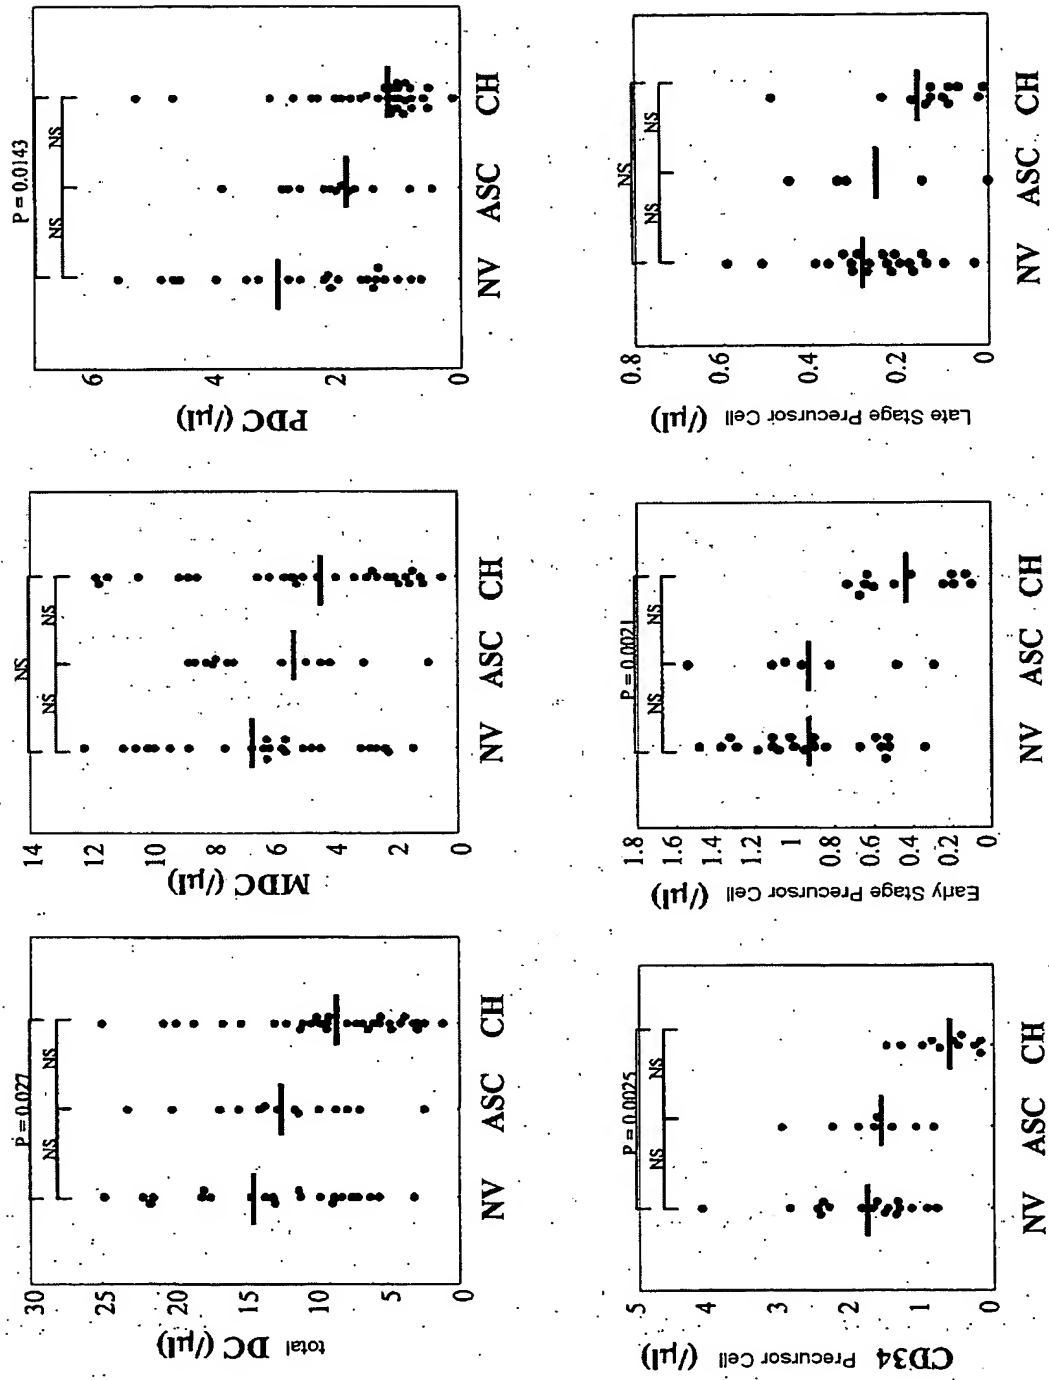 P = 0.0143
NS
NS
6
4
2
0
PDC (/µl)
NV ASC CH
NS
NS
NS
0.8
0.6
0.4
0.2
0
Late Stage Precursor Cell (/µl)
NV ASC CH
NS
NS
NS
14
12
10
8
6
4
2
0
MDC (/µl)
NV ASC CH
P = 0.0021
NS
NS
1.8
1.6
1.4
1.2
1
0.8
0.6
0.4
0.2
0
Early Stage Precursor Cell (/µl)
NV ASC CH
P = 0.027
NS
NS
30
25
20
15
10
5
0
total DC (/µl)
NV ASC CH
P = 0.0025
NS
NS
5
4
3
2
1
0
CD34 Precursor Cell (/µl)
NV ASC CH